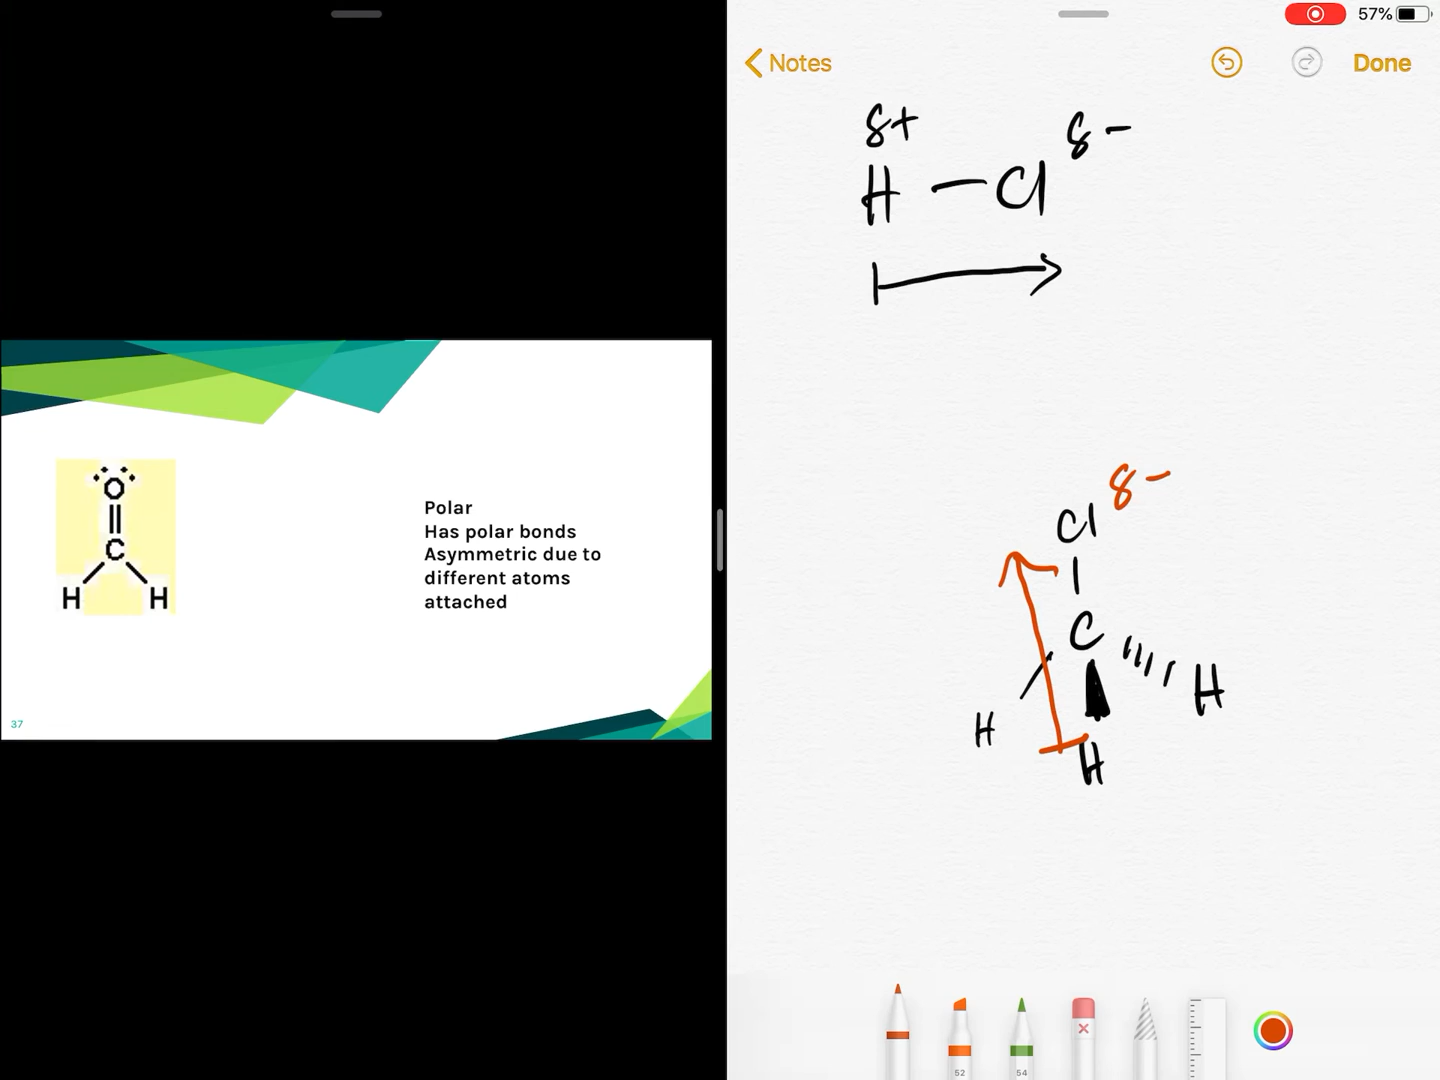 57%
Notes
Done
δ+
δ-
H - Cl
O
C
H H
Polar
Has polar bonds
Asymmetric due to
different atoms
attached
37
δ-
Cl
C
H
H
H
52
54